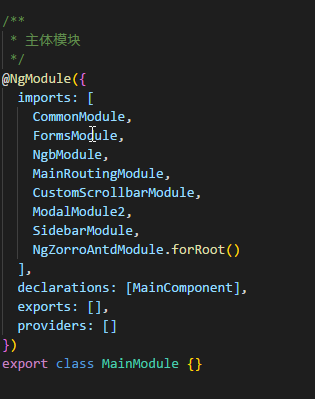 /**
 * 主体模块
 */
@NgModule({
  imports: [
    CommonModule,
    FormsModule,
    NgbModule,
    MainRoutingModule,
    CustomScrollbarModule,
    ModalModule2,
    SidebarModule,
    NgZorroAntdModule.forRoot()
  ],
  declarations: [MainComponent],
  exports: [],
  providers: []
})
export class MainModule {}